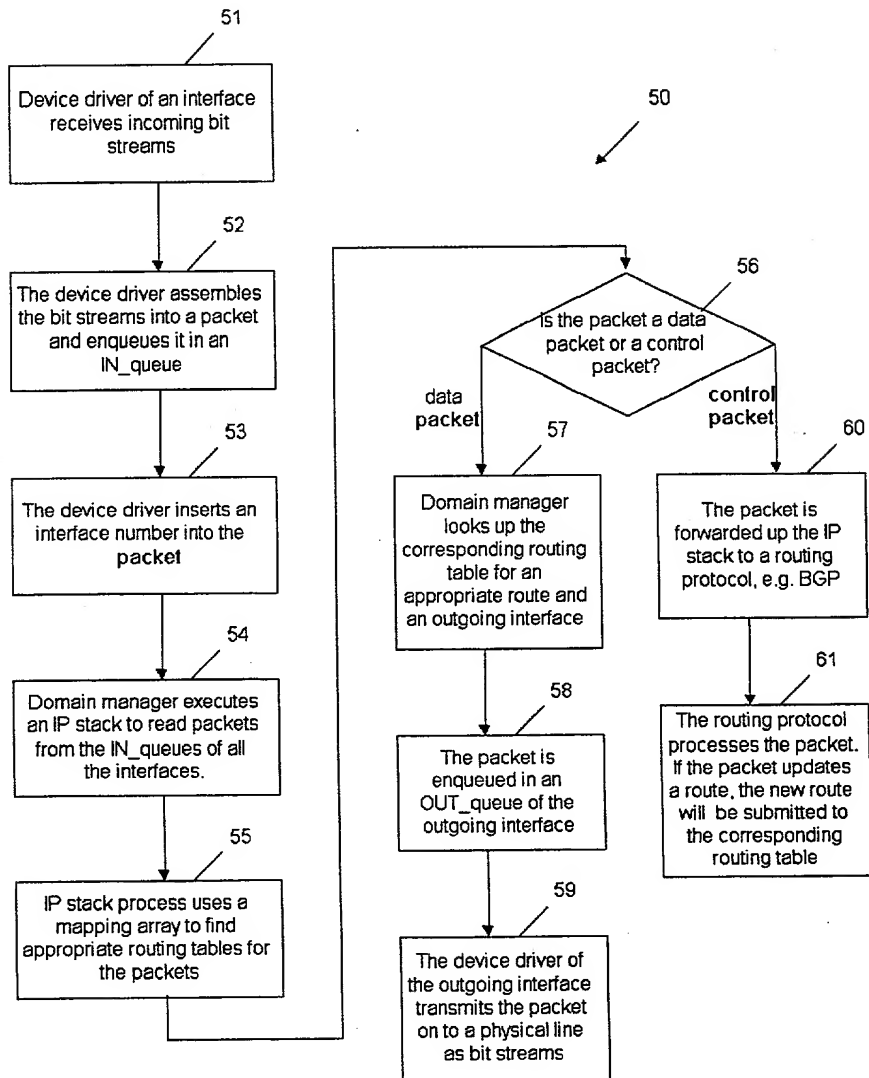 51
Device driver of an interface
receives incoming bit
streams
52
The device driver assembles
the bit streams into a packet
and enqueues it in an
IN_queue
53
The device driver inserts an
interface number into the
packet
54
Domain manager executes
an IP stack to read packets
from the IN_queues of all
the interfaces.
55
IP stack process uses a
mapping array to find
appropriate routing tables for
the packets
50
56
Is the packet a data
packet or a control
packet?
data
packet
control
packet
57
Domain manager
looks up the
corresponding routing
table for an
appropriate route and
an outgoing interface
58
The packet is
enqueued in an
OUT_queue of the
outgoing interface
59
The device driver of
the outgoing interface
transmits the packet
on to a physical line
as bit streams
60
The packet is
forwarded up the IP
stack to a routing
protocol, e.g. BGP
61
The routing protocol
processes the packet.
If the packet updates
a route, the new route
will be submitted to
the corresponding
routing table